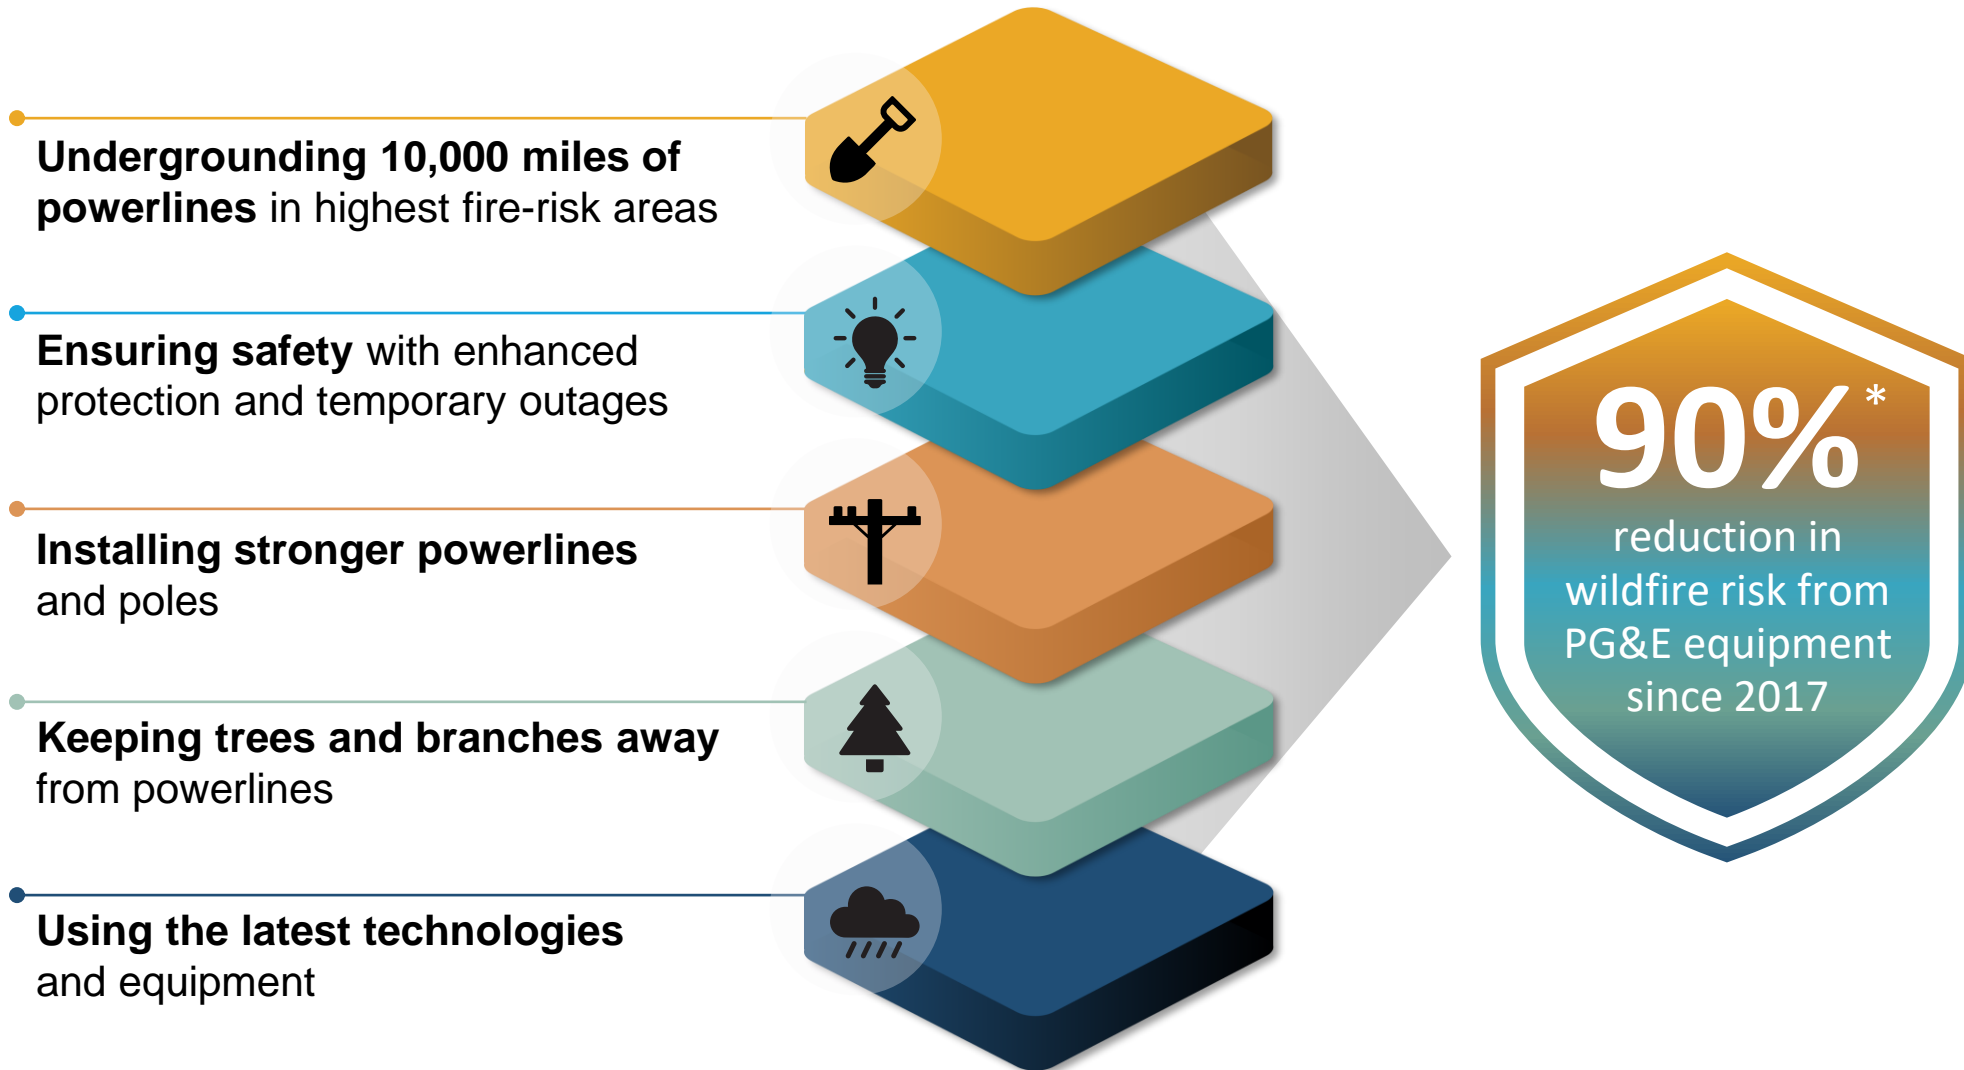 Undergrounding 10,000 miles of
powerlines in highest fire-risk areas
Ensuring safety with enhanced
protection and temporary outages
Installing stronger powerlines
and poles
Keeping trees and branches away
from powerlines
Using the latest technologies
and equipment
90%*
reduction in
wildfire risk from
PG&E equipment
since 2017